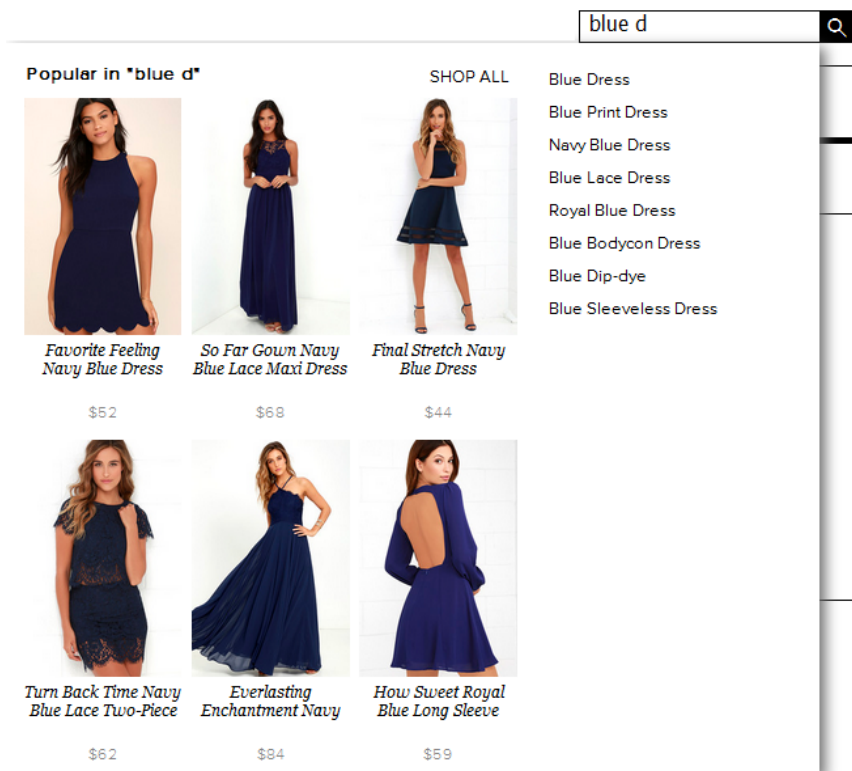 blue d
Popular in "blue d"
SHOP ALL
Favorite Feeling
Navy Blue Dress
$52
So Far Gown Navy
Blue Lace Maxi Dress
$68
Final Stretch Navy
Blue Dress
$44
Turn Back Time Navy
Blue Lace Two-Piece
$62
Everlasting
Enchantment Navy
$84
How Sweet Royal
Blue Long Sleeve
$59
Blue Dress
Blue Print Dress
Navy Blue Dress
Blue Lace Dress
Royal Blue Dress
Blue Bodycon Dress
Blue Dip-dye
Blue Sleeveless Dress